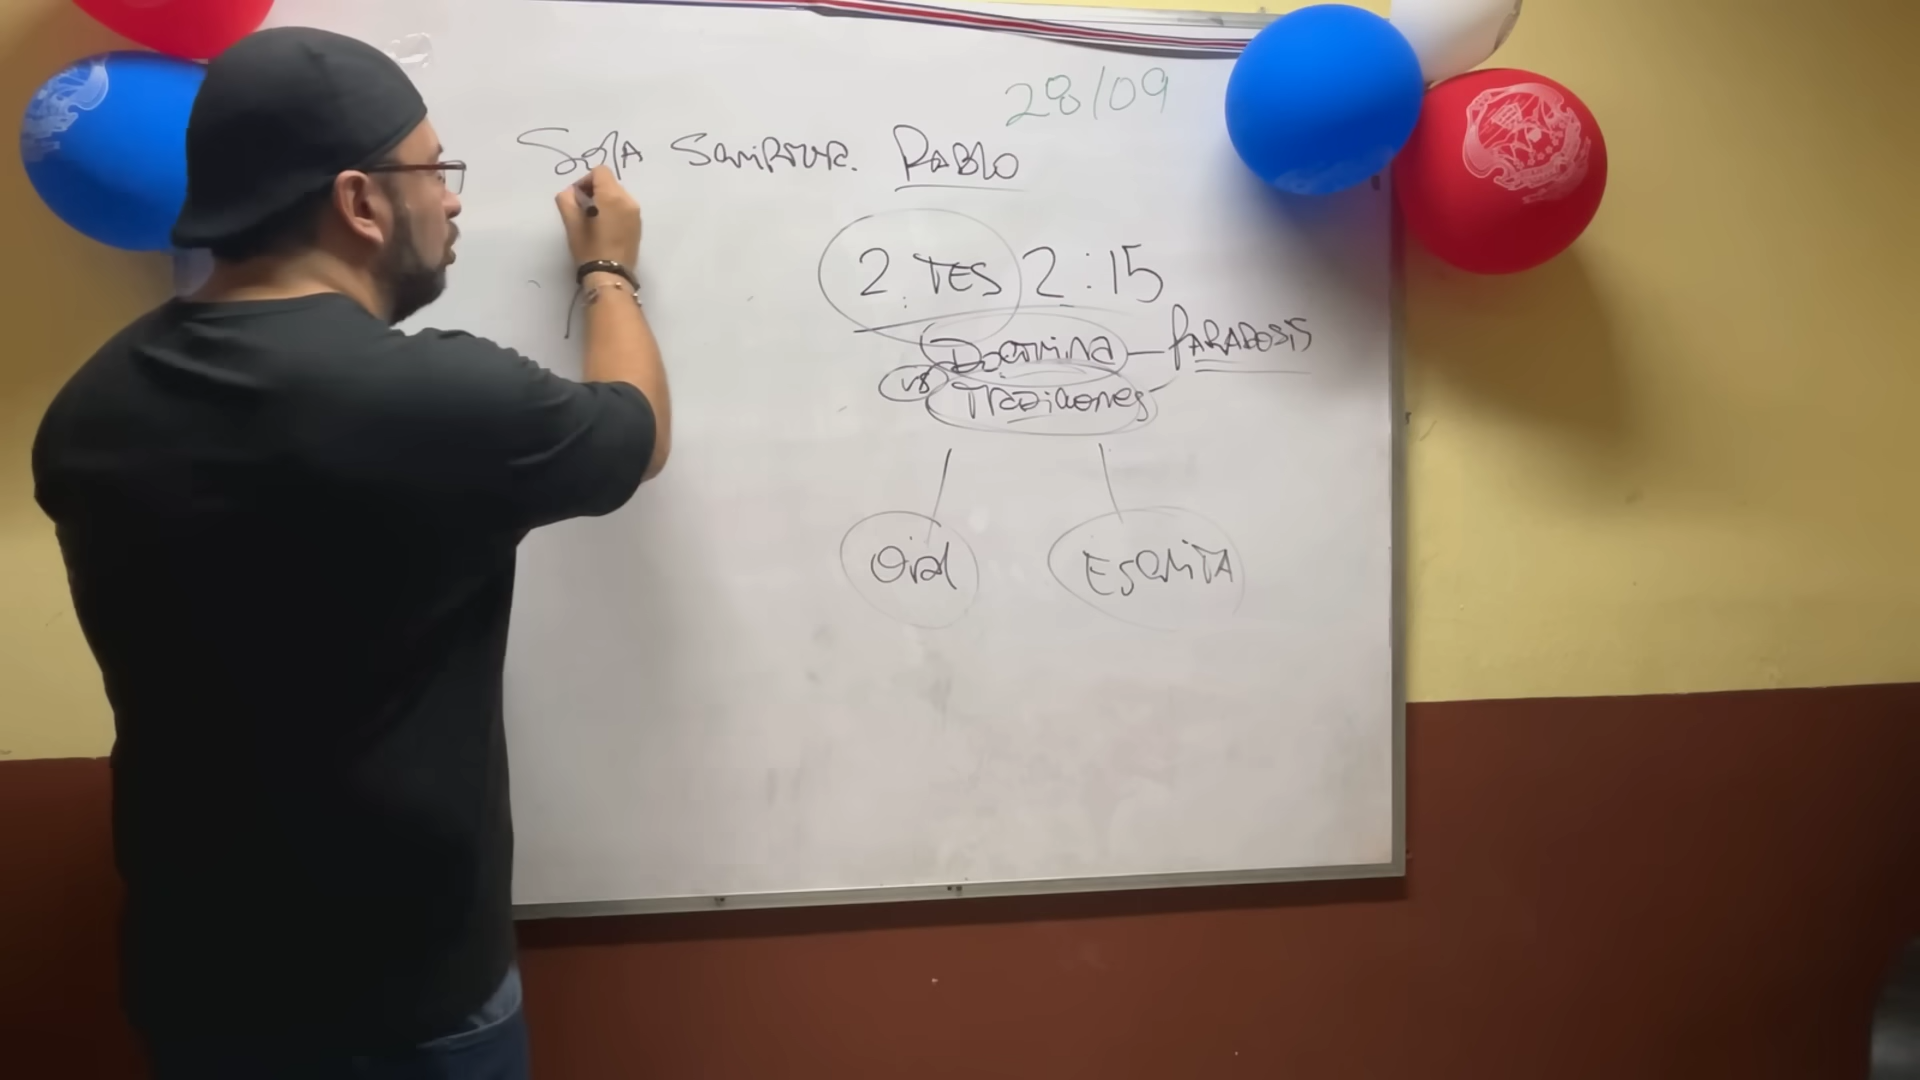 28/09
Sola Scriptura. Pablo
2 TES 2:15
Doctrina — PARADOSIS
vs Tradiciones
Oral ESCRITA